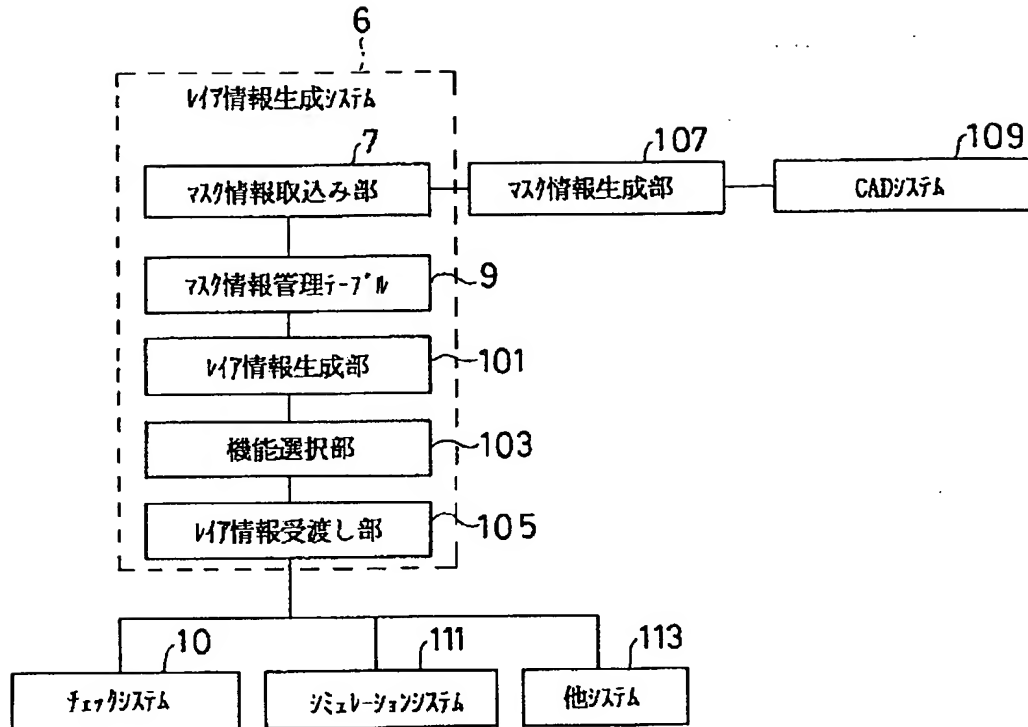 6
レイア情報生成システム
7
マスク情報取込み部
107
マスク情報生成部
109
CADシステム
マスク情報管理テーブル
9
レイア情報生成部
101
機能選択部
103
レイア情報受渡し部
105
10
チェックシステム
111
シミュレーションシステム
113
他システム